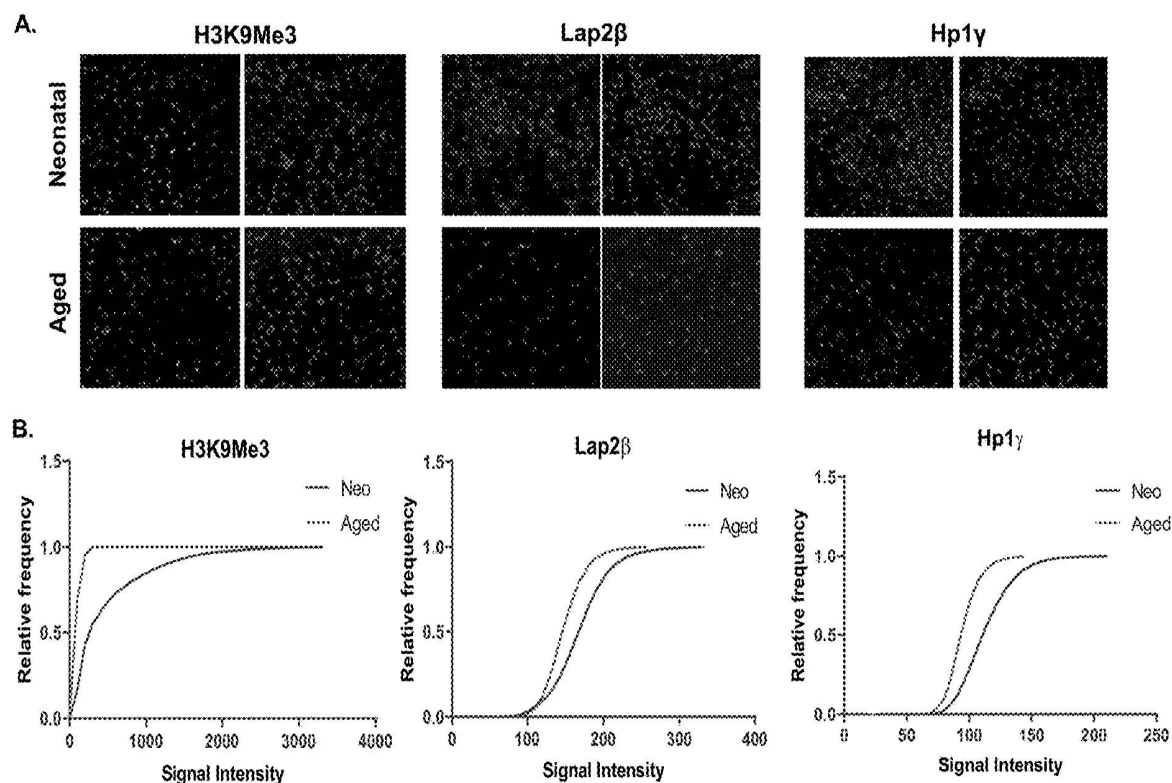 A.
H3K9Me3 Lap2β Hp1γ
Neonatal
Aged
B.
H3K9Me3
1.5
1.0
0.5
0.0
Relative frequency
Neo
Aged
0 1000 2000 3000 4000
Signal Intensity
Lap2β
1.5
1.0
0.5
0.0
Relative frequency
Neo
Aged
0 100 200 300 400
Signal Intensity
Hp1γ
1.5
1.0
0.5
0.0
Relative frequency
Neo
Aged
0 50 100 150 200 250
Signal Intensity